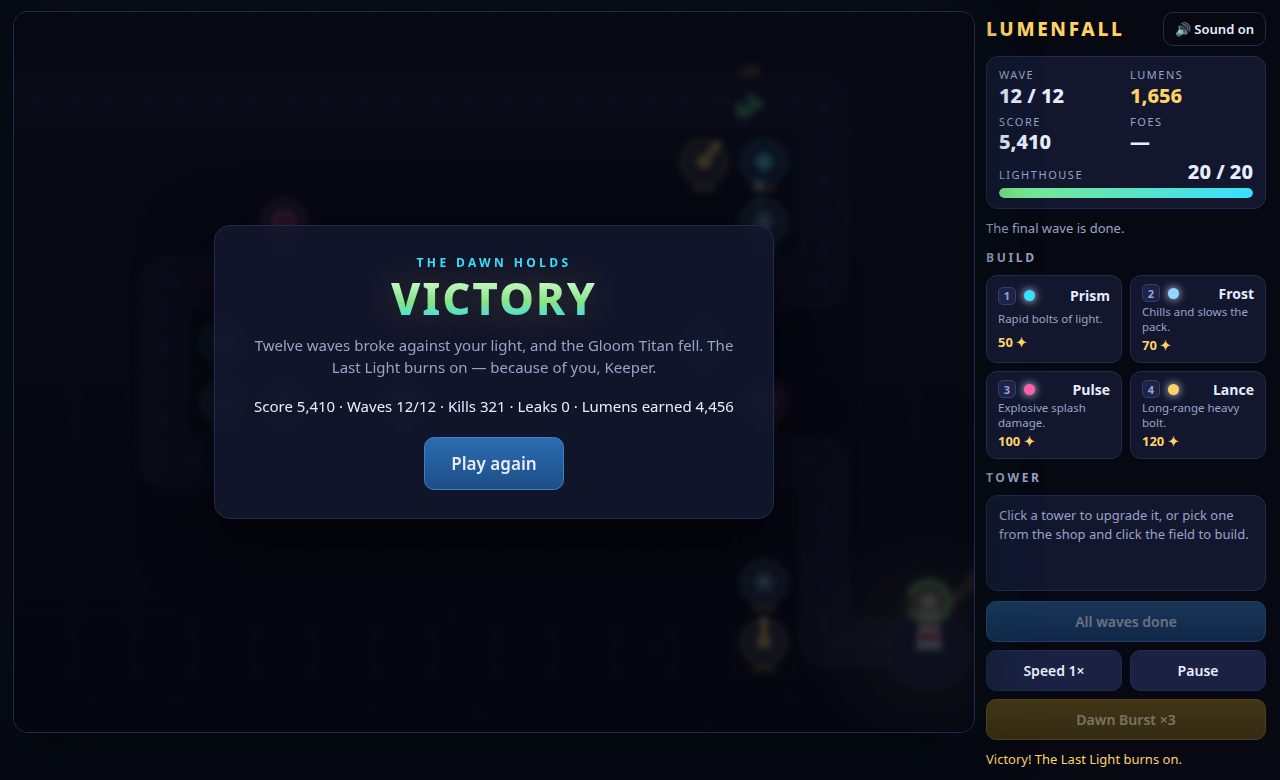 LUMENFALL
🔊 Sound on
WAVE
LUMENS
12 / 12
1,656
SCORE
FOES
5,410
—
LIGHTHOUSE
20 / 20
The final wave is done.
BUILD
1
Prism
Rapid bolts of light.
50 ✦
2
Frost
Chills and slows the
pack.
70 ✦
3
Pulse
Explosive splash
damage.
100 ✦
4
Lance
Long-range heavy
bolt.
120 ✦
TOWER
Click a tower to upgrade it, or pick one
from the shop and click the field to build.
All waves done
Speed 1×
Pause
Dawn Burst ×3
Victory! The Last Light burns on.
THE DAWN HOLDS
VICTORY
Twelve waves broke against your light, and the Gloom Titan fell. The
Last Light burns on — because of you, Keeper.
Score 5,410 · Waves 12/12 · Kills 321 · Leaks 0 · Lumens earned 4,456
Play again